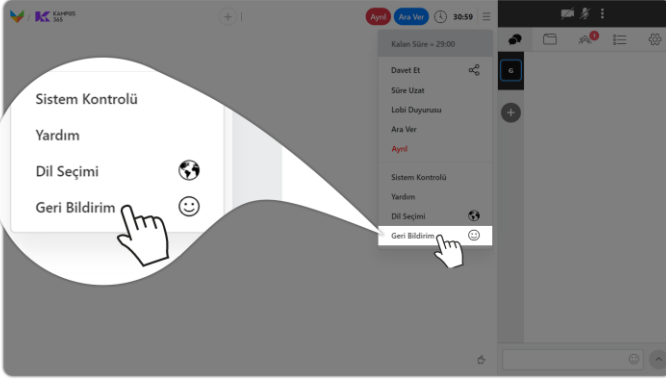 KAMPUS
365
Ayrıl
Ara Ver
30:59
Kalan Süre – 29:00
Davet Et
Süre Uzat
Lobi Duyurusu
Ara Ver
Ayrıl
Sistem Kontrolü
Yardım
Dil Seçimi
Geri Bildirim
Sistem Kontrolü
Yardım
Dil Seçimi
Geri Bildirim
G